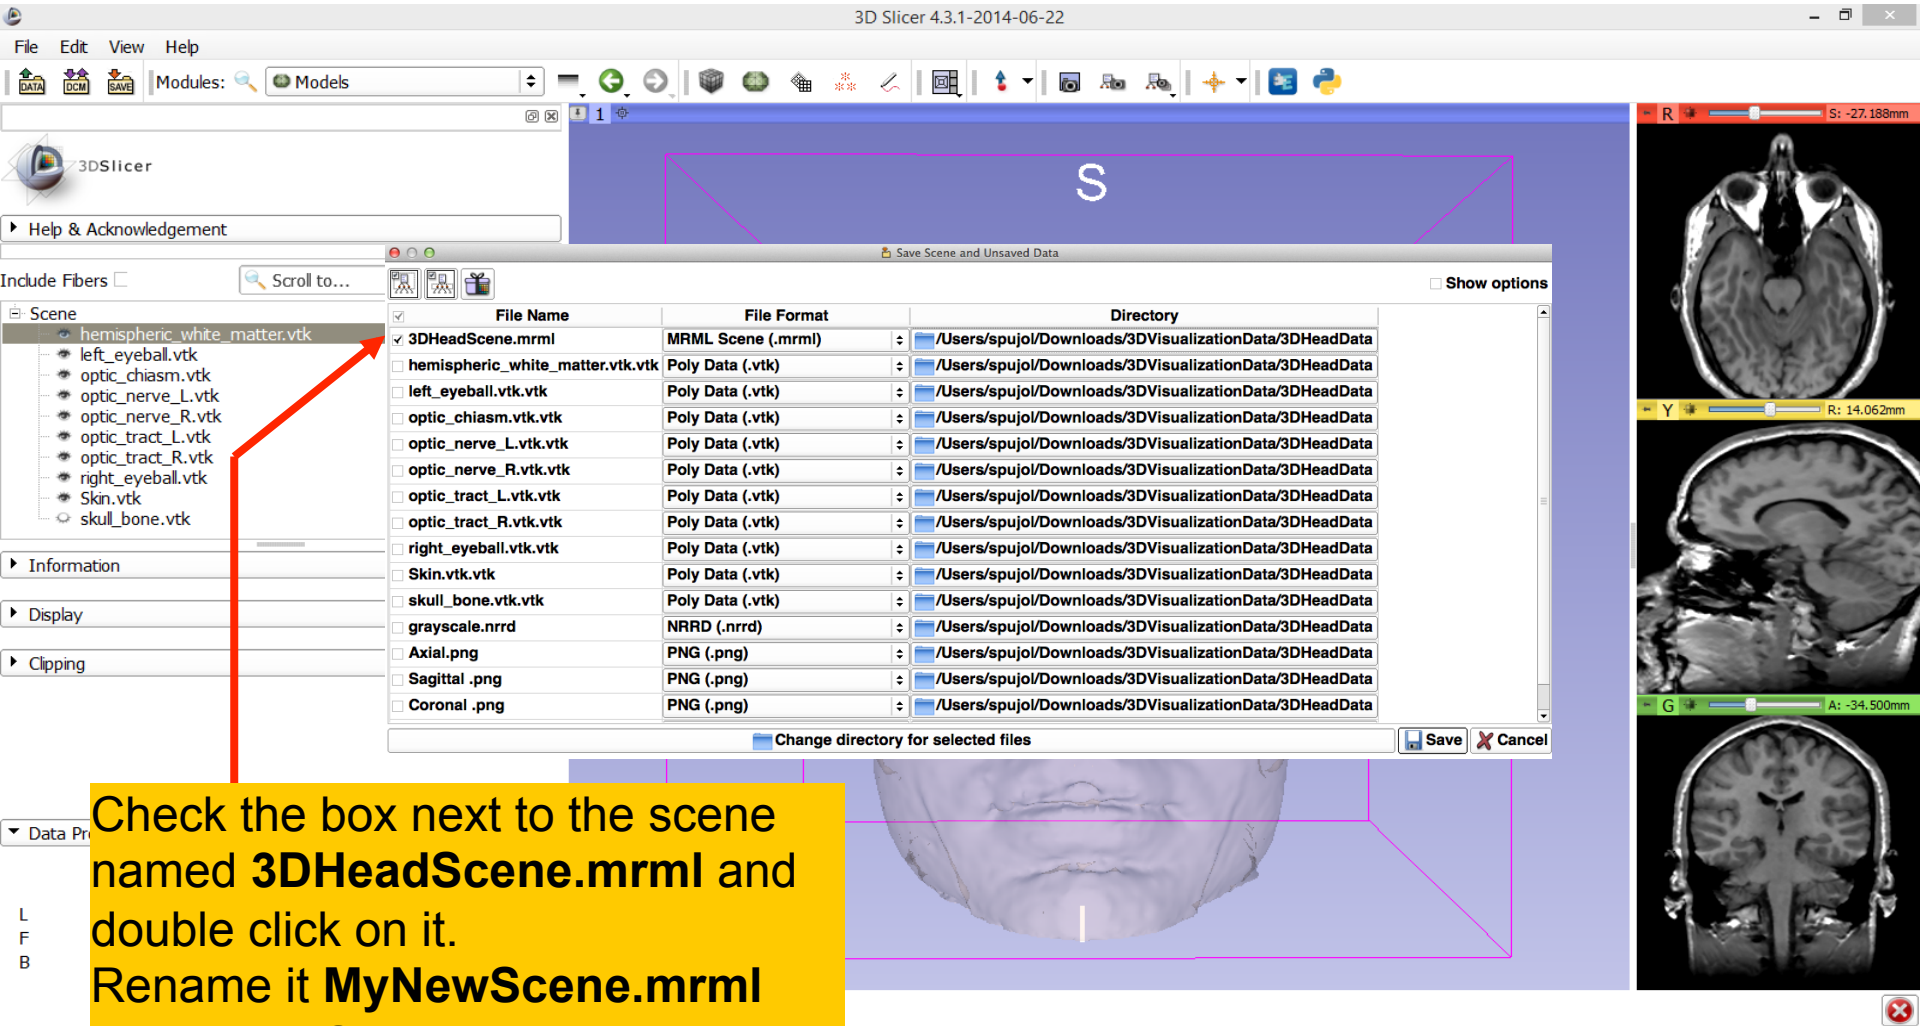 3D Slicer 4.3.1-2014-06-22
File Edit View Help
DATA DCM SAVE Modules: Models
1
R S: -27.188mm
3DSlicer
S
Help & Acknowledgement
Save Scene and Unsaved Data
Include Fibers Scroll to...
Show options
Scene
hemispheric_white_matter.vtk
left_eyeball.vtk
optic_chiasm.vtk
optic_nerve_L.vtk
optic_nerve_R.vtk
optic_tract_L.vtk
optic_tract_R.vtk
right_eyeball.vtk
Skin.vtk
skull_bone.vtk
File Name File Format Directory
3DHeadScene.mrml MRML Scene (.mrml) /Users/spujol/Downloads/3DVisualizationData/3DHeadData
hemispheric_white_matter.vtk.vtk Poly Data (.vtk) /Users/spujol/Downloads/3DVisualizationData/3DHeadData
left_eyeball.vtk.vtk Poly Data (.vtk) /Users/spujol/Downloads/3DVisualizationData/3DHeadData
optic_chiasm.vtk.vtk Poly Data (.vtk) /Users/spujol/Downloads/3DVisualizationData/3DHeadData
optic_nerve_L.vtk.vtk Poly Data (.vtk) /Users/spujol/Downloads/3DVisualizationData/3DHeadData
optic_nerve_R.vtk.vtk Poly Data (.vtk) /Users/spujol/Downloads/3DVisualizationData/3DHeadData
optic_tract_L.vtk.vtk Poly Data (.vtk) /Users/spujol/Downloads/3DVisualizationData/3DHeadData
optic_tract_R.vtk.vtk Poly Data (.vtk) /Users/spujol/Downloads/3DVisualizationData/3DHeadData
right_eyeball.vtk.vtk Poly Data (.vtk) /Users/spujol/Downloads/3DVisualizationData/3DHeadData
Skin.vtk.vtk Poly Data (.vtk) /Users/spujol/Downloads/3DVisualizationData/3DHeadData
skull_bone.vtk.vtk Poly Data (.vtk) /Users/spujol/Downloads/3DVisualizationData/3DHeadData
grayscale.nrrd NRRD (.nrrd) /Users/spujol/Downloads/3DVisualizationData/3DHeadData
Axial.png PNG (.png) /Users/spujol/Downloads/3DVisualizationData/3DHeadData
Sagittal .png PNG (.png) /Users/spujol/Downloads/3DVisualizationData/3DHeadData
Coronal .png PNG (.png) /Users/spujol/Downloads/3DVisualizationData/3DHeadData
Change directory for selected files Save Cancel
Y R: 14.062mm
G A: -34.500mm
Information
Display
Clipping
Data Pr
L
F
B
Check the box next to the scene
named 3DHeadScene.mrml and
double click on it.
Rename it MyNewScene.mrml
I